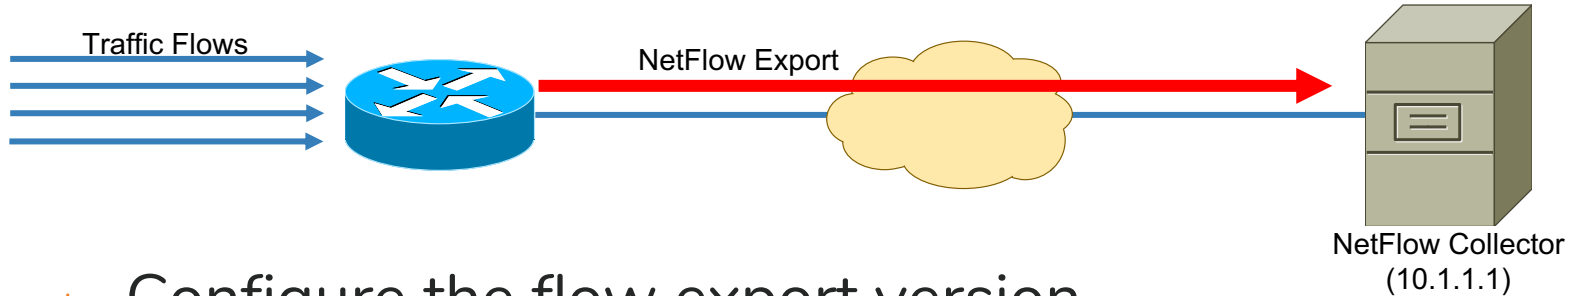 Traffic Flows
NetFlow Export
NetFlow Collector
(10.1.1.1)
Configure the flow export version